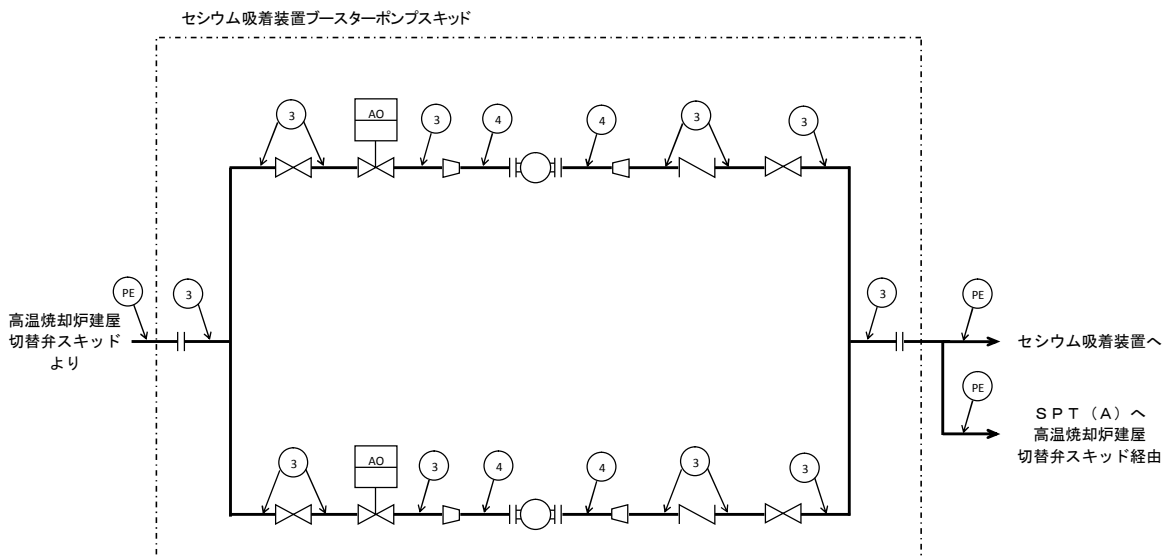 セシウム吸着装置ブースターポンプスキッド
3
AO
3
4
4
3
3
PE
3
3
PE
高温焼却炉建屋
切替弁スキッド
より
セシウム吸着装置へ
PE
ＳＰＴ（Ａ）へ
高温焼却炉建屋
切替弁スキッド経由
3
AO
3
4
4
3
3